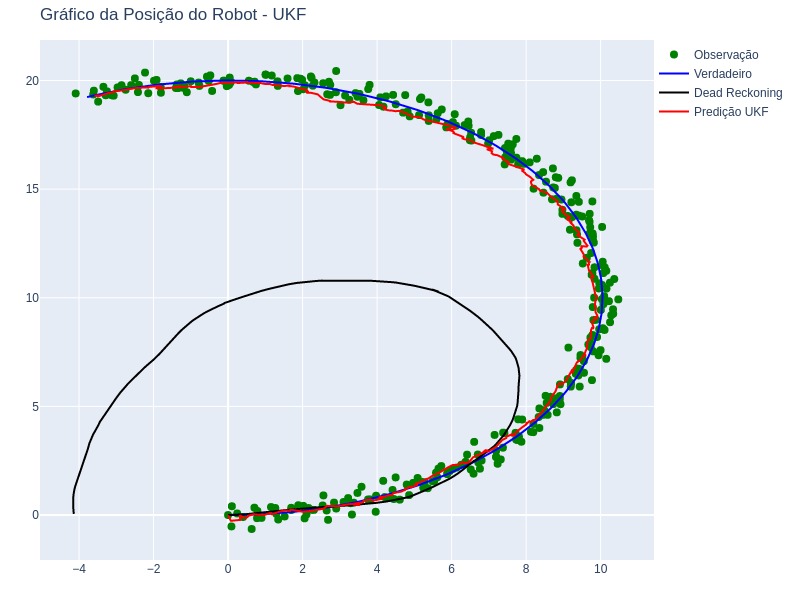 Gráfico da Posição do Robot - UKF
Observação
Verdadeiro
Dead Reckoning
Predição UKF
20
15
10
5
0
−4 −2 0 2 4 6 8 10